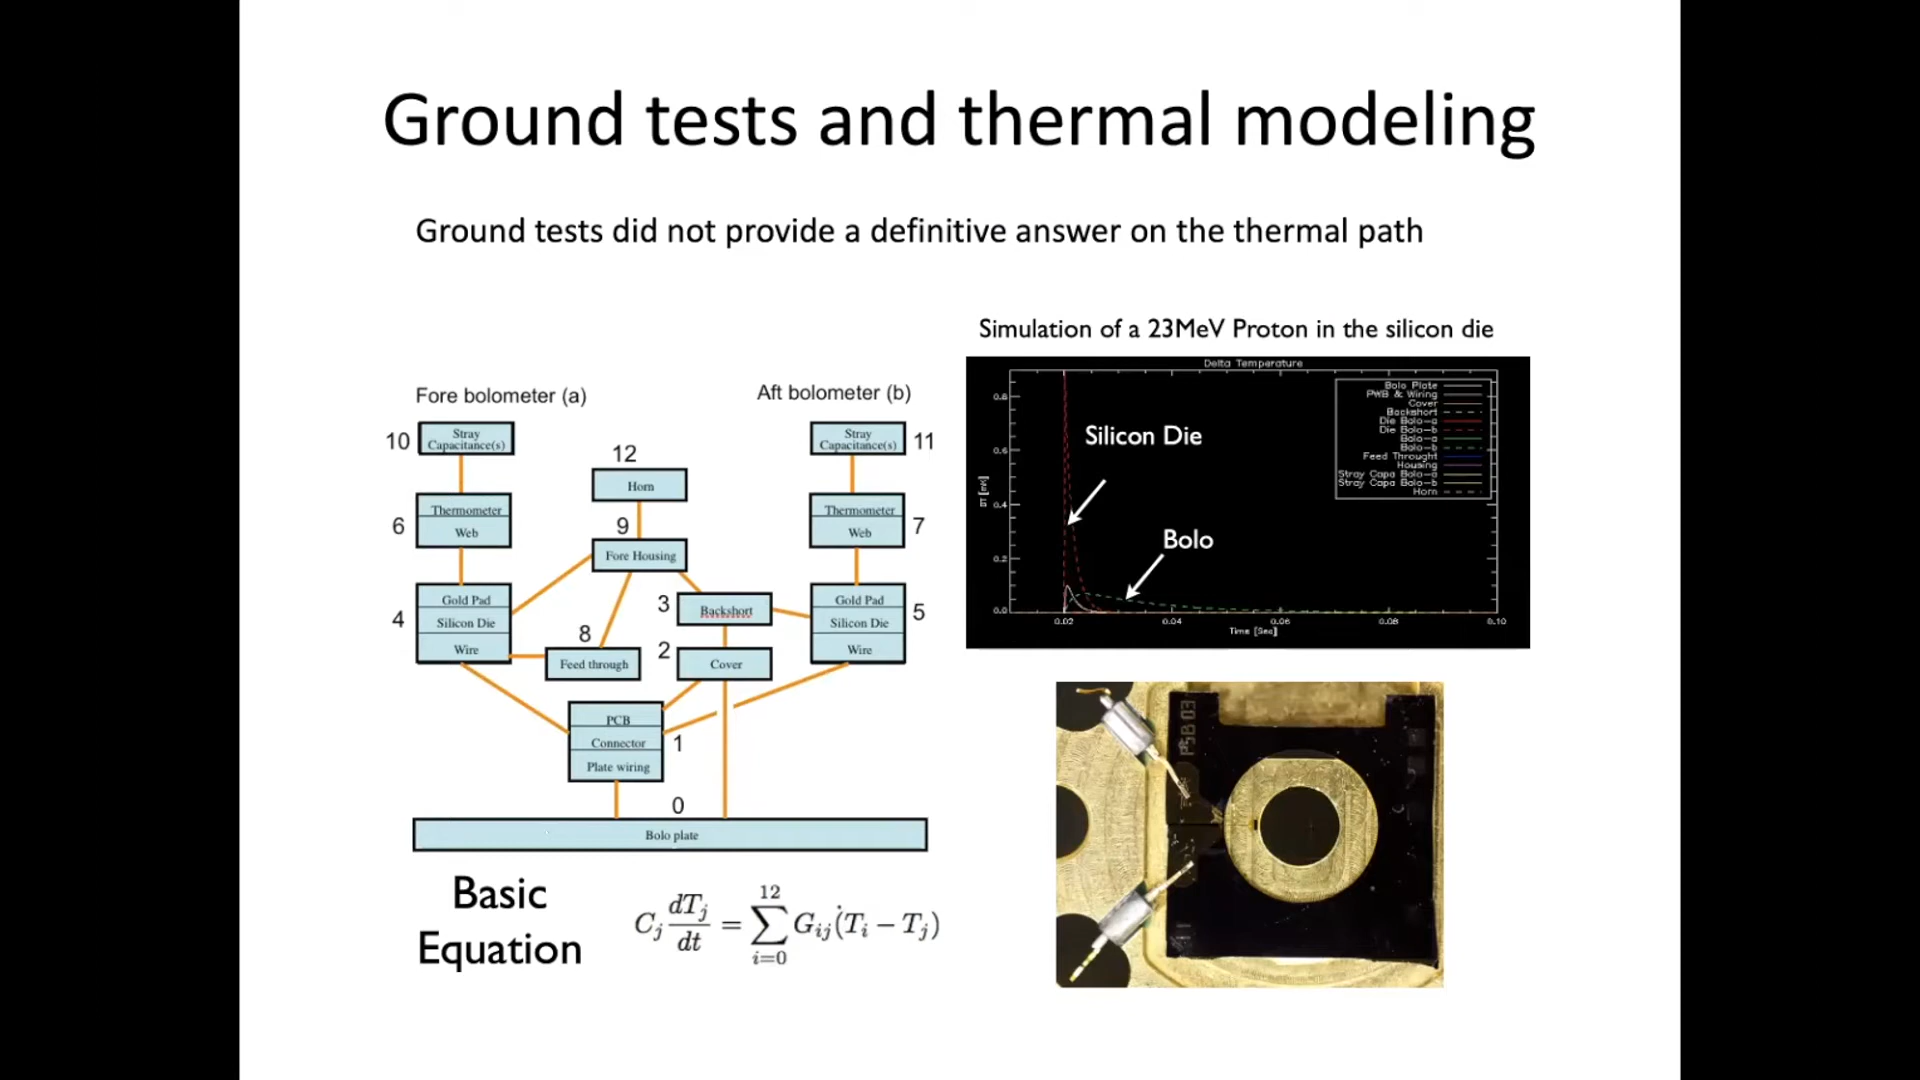 Ground tests and thermal modeling
Ground tests did not provide a definitive answer on the thermal path
Fore bolometer (a)
Aft bolometer (b)
10
Stray
Capacitance(s)
Stray
Capacitance(s)
11
12
Horn
6
Thermometer
Web
9
Fore Housing
Thermometer
Web
7
4
Gold Pad
Silicon Die
Wire
3
Backshort
Gold Pad
Silicon Die
Wire
5
8
Feed through
2
Cover
PCB
Connector
Plate wiring
1
0
Bolo plate
Basic
Equation
C_j dT_j/dt = \sum_{i=0}^{12} G_{ij}(T_i − T_j)
Simulation of a 23MeV Proton in the silicon die
Delta Temperature
Bolo Plate
PWB & Wiring
Cover
Backshort
Die Bolo-a
Die Bolo-b
Bolo-a
Bolo-b
Feed Throught
Housing
Stray Capa Bolo-a
Stray Capa Bolo-b
Horn
Silicon Die
Bolo
0.8
0.6
0.4
0.2
0.0
DT [mK]
0.02
0.04
0.06
0.08
0.10
Time [Sec]